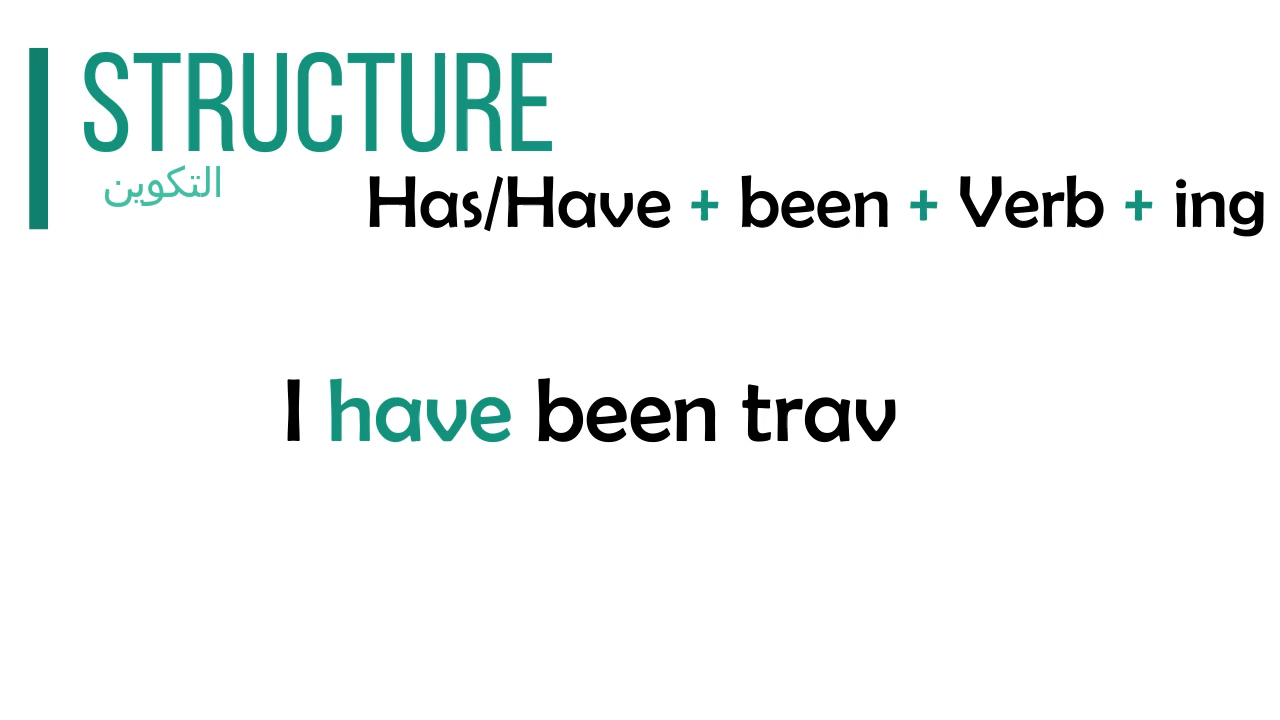 STRUCTURE
التكوين
Has/Have + been + Verb + ing
I have been trav